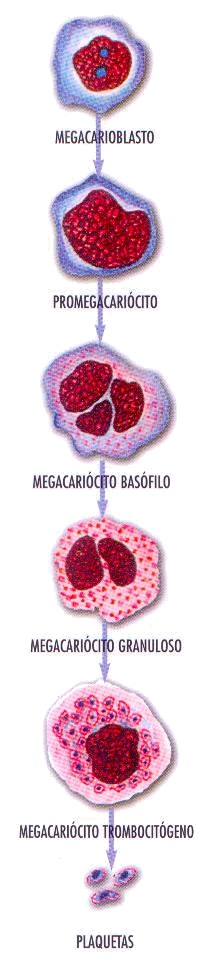 MEGACARIOBLASTO
PROMEGACARIÓCITO
MEGACARIÓCITO BASÓFILO
MEGACARIÓCITO GRANULOSO
MEGACARIÓCITO TROMBOCITÓGENO
PLAQUETAS